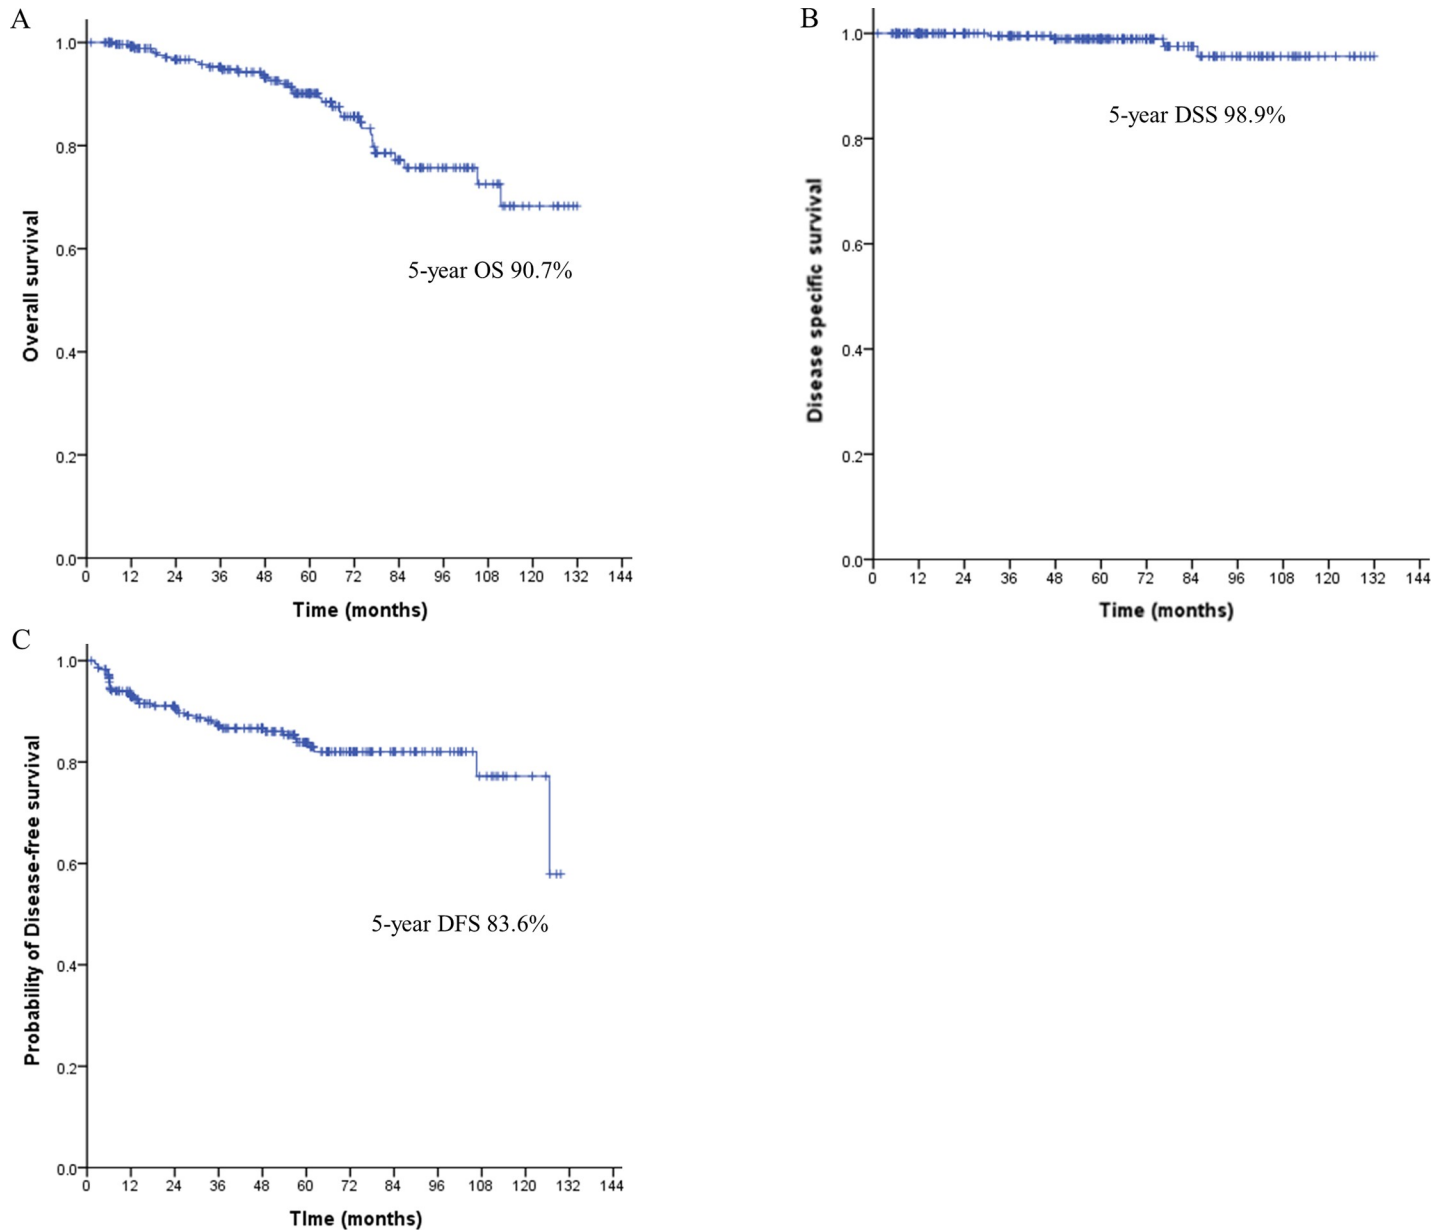 A
1.0
0.8
0.6
0.4
0.2
0.0
Overall survival
5-year OS 90.7%
0 12 24 36 48 60 72 84 96 108 120 132 144
Time (months)
B
1.0
0.8
0.6
0.4
0.2
0.0
Disease specific survival
5-year DSS 98.9%
0 12 24 36 48 60 72 84 96 108 120 132 144
Time (months)
C
1.0
0.8
0.6
0.4
0.2
0.0
Probability of Disease-free survival
5-year DFS 83.6%
0 12 24 36 48 60 72 84 96 108 120 132 144
TIme (months)